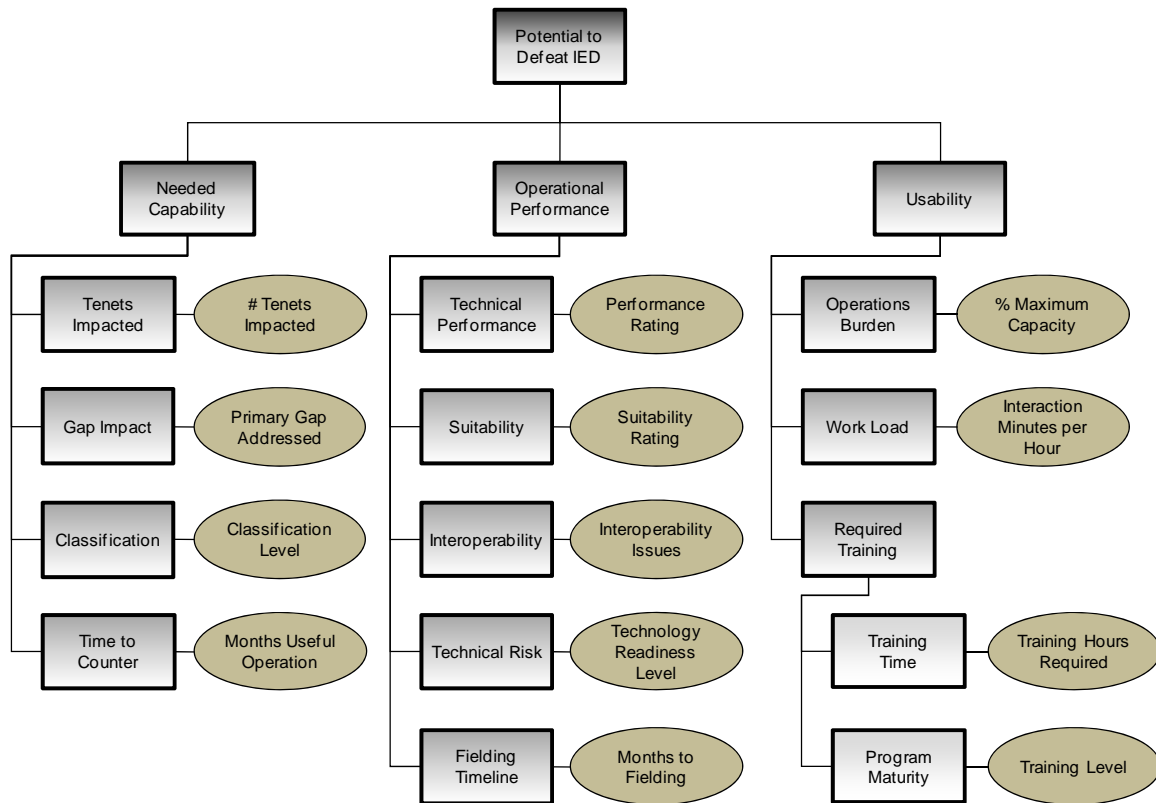 Potential to
Defeat IED
Needed
Capability
Operational
Performance
Usability
Tenets
Impacted
# Tenets
Impacted
Technical
Performance
Performance
Rating
Operations
Burden
% Maximum
Capacity
Gap Impact
Primary Gap
Addressed
Suitability
Suitability
Rating
Work Load
Interaction
Minutes per
Hour
Classification
Classification
Level
Interoperability
Interoperability
Issues
Required
Training
Time to
Counter
Months Useful
Operation
Technical Risk
Technology
Readiness
Level
Training
Time
Training Hours
Required
Fielding
Timeline
Months to
Fielding
Program
Maturity
Training Level